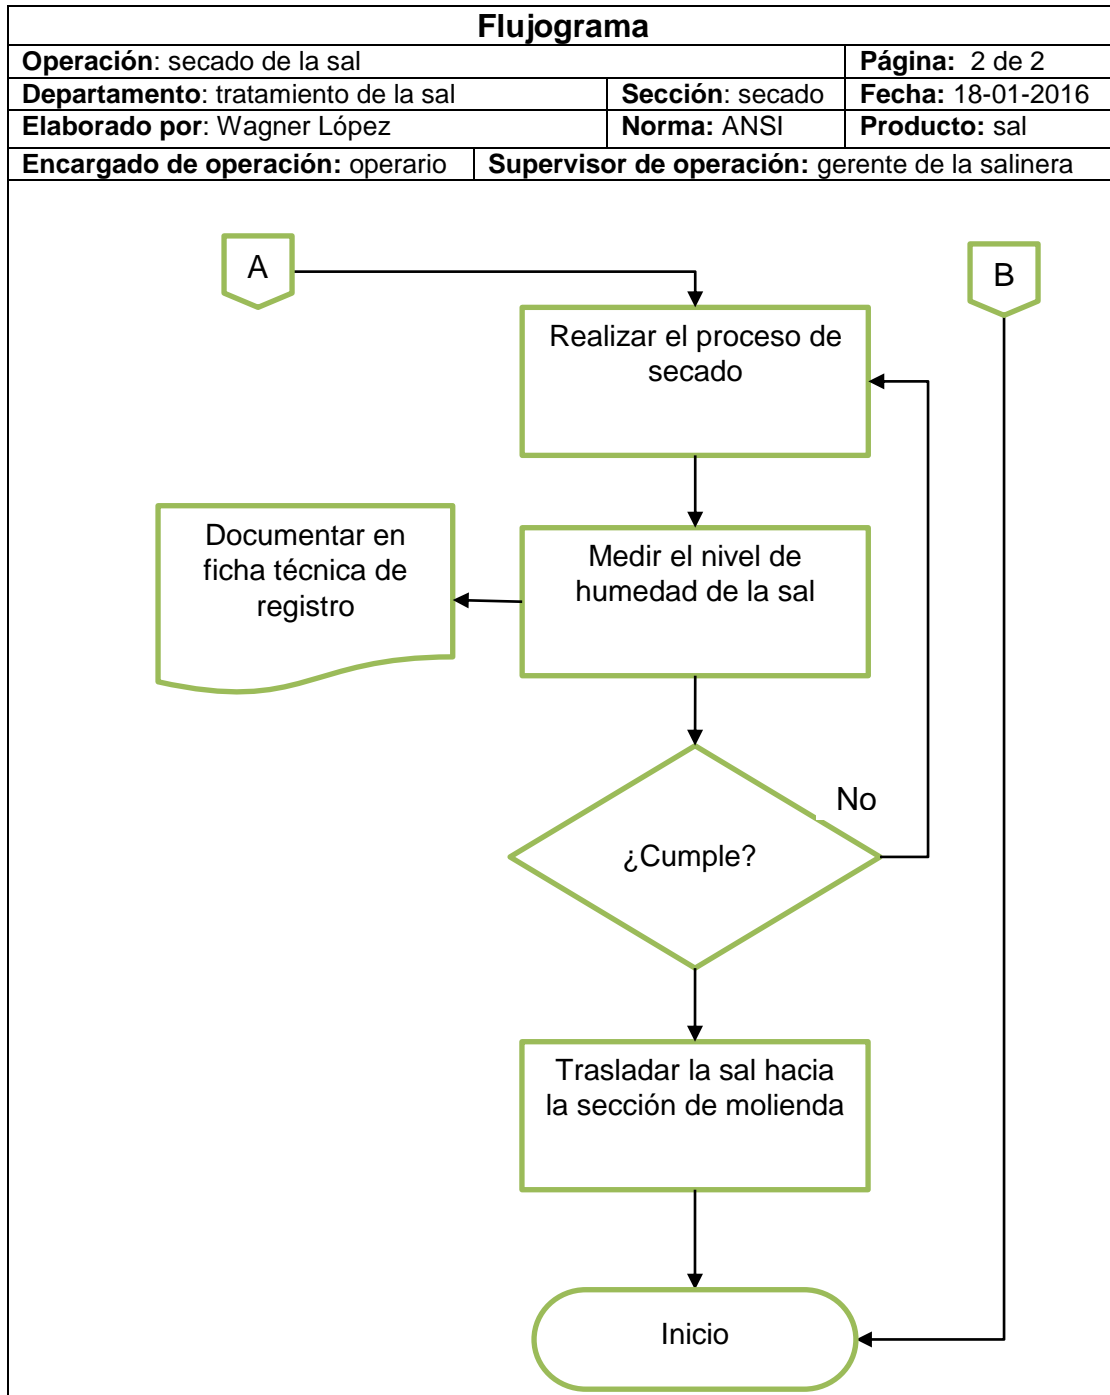 Flujograma
Operación: secado de la sal Página: 2 de 2
Departamento: tratamiento de la sal Sección: secado Fecha: 18-01-2016
Elaborado por: Wagner López Norma: ANSI Producto: sal
Encargado de operación: operario Supervisor de operación: gerente de la salinera
A
B
Realizar el proceso de
secado
Documentar en
ficha técnica de
registro
Medir el nivel de
humedad de la sal
No
¿Cumple?
Trasladar la sal hacia
la sección de molienda
Inicio